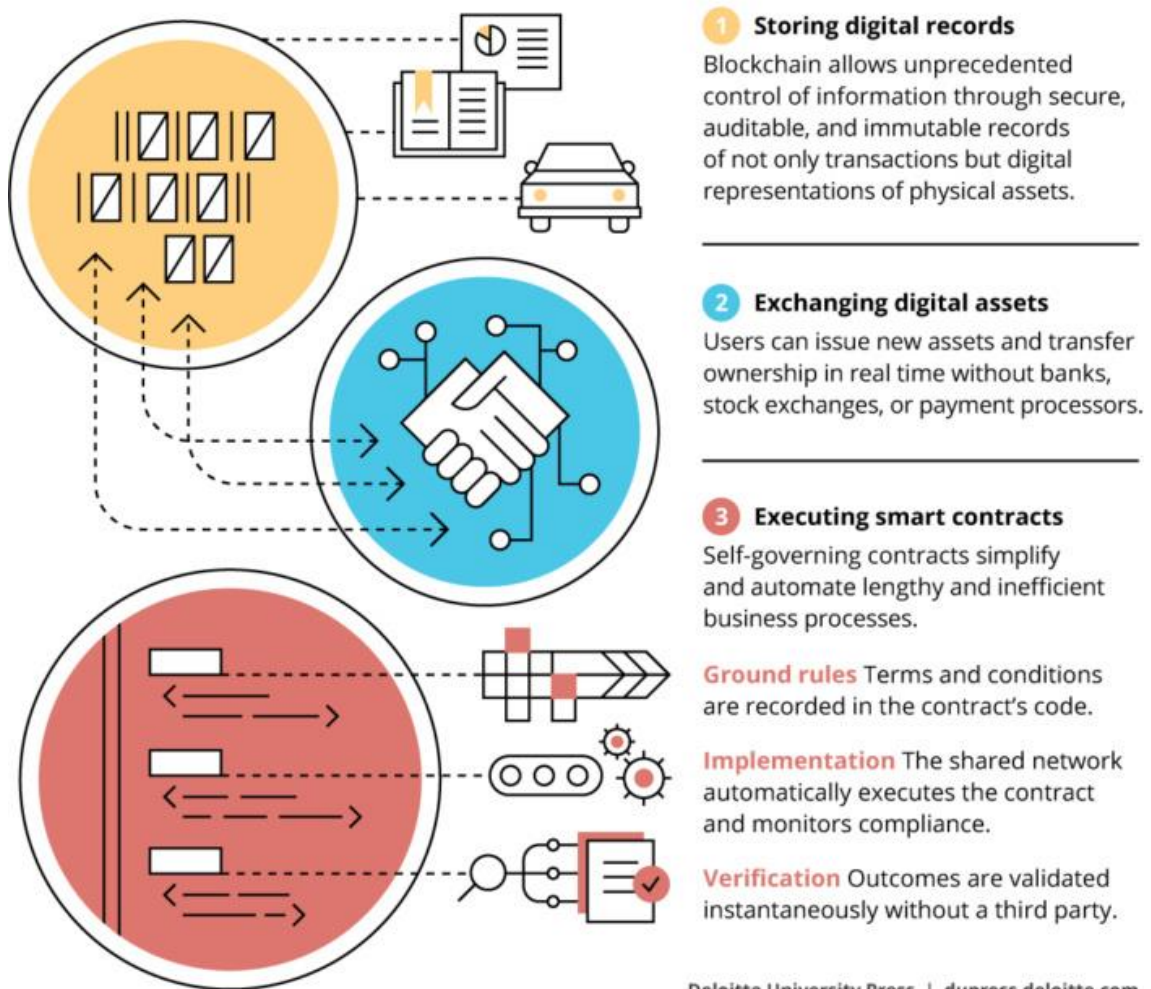 1 Storing digital records
Blockchain allows unprecedented
control of information through secure,
auditable, and immutable records
of not only transactions but digital
representations of physical assets.
2 Exchanging digital assets
Users can issue new assets and transfer
ownership in real time without banks,
stock exchanges, or payment processors.
3 Executing smart contracts
Self-governing contracts simplify
and automate lengthy and inefficient
business processes.
Ground rules Terms and conditions
are recorded in the contract's code.
Implementation The shared network
automatically executes the contract
and monitors compliance.
Verification Outcomes are validated
instantaneously without a third party.
Deloitte University Press | dupress.deloitte.com